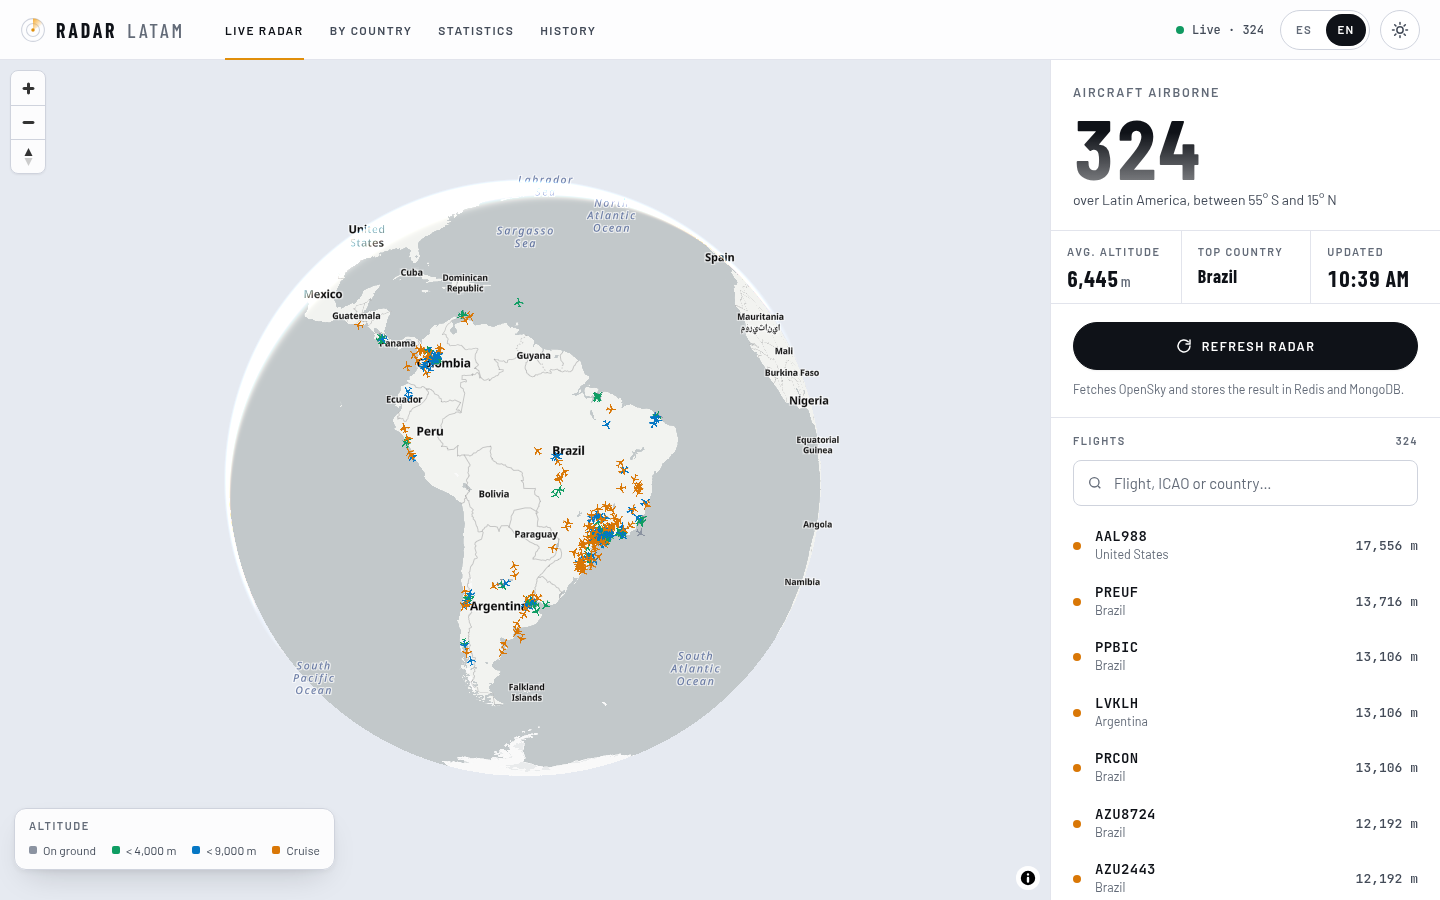 RADAR LATAM
LIVE RADAR
BY COUNTRY
STATISTICS
HISTORY
Live · 324
ES
EN
Labrador
Sea
North
Atlantic
Ocean
Sargasso
Sea
United
States
Spain
Cuba
Dominican
Republic
Mexico
Guatemala
Mauritania
موريتانيا
Panama
Colombia
Guyana
Mali
Burkina Faso
Ecuador
Nigeria
Peru
Brazil
Equatorial
Guinea
Bolivia
Paraguay
Angola
Namibia
Argentina
South
Pacific
Ocean
South
Atlantic
Ocean
Falkland
Islands
ALTITUDE
On ground
< 4,000 m
< 9,000 m
Cruise
AIRCRAFT AIRBORNE
324
over Latin America, between 55° S and 15° N
AVG. ALTITUDE
6,445 m
TOP COUNTRY
Brazil
UPDATED
10:39 AM
REFRESH RADAR
Fetches OpenSky and stores the result in Redis and MongoDB.
FLIGHTS
324
Flight, ICAO or country...
AAL988
United States
17,556 m
PREUF
Brazil
13,716 m
PPBIC
Brazil
13,106 m
LVKLH
Argentina
13,106 m
PRCON
Brazil
13,106 m
AZU8724
Brazil
12,192 m
AZU2443
Brazil
12,192 m